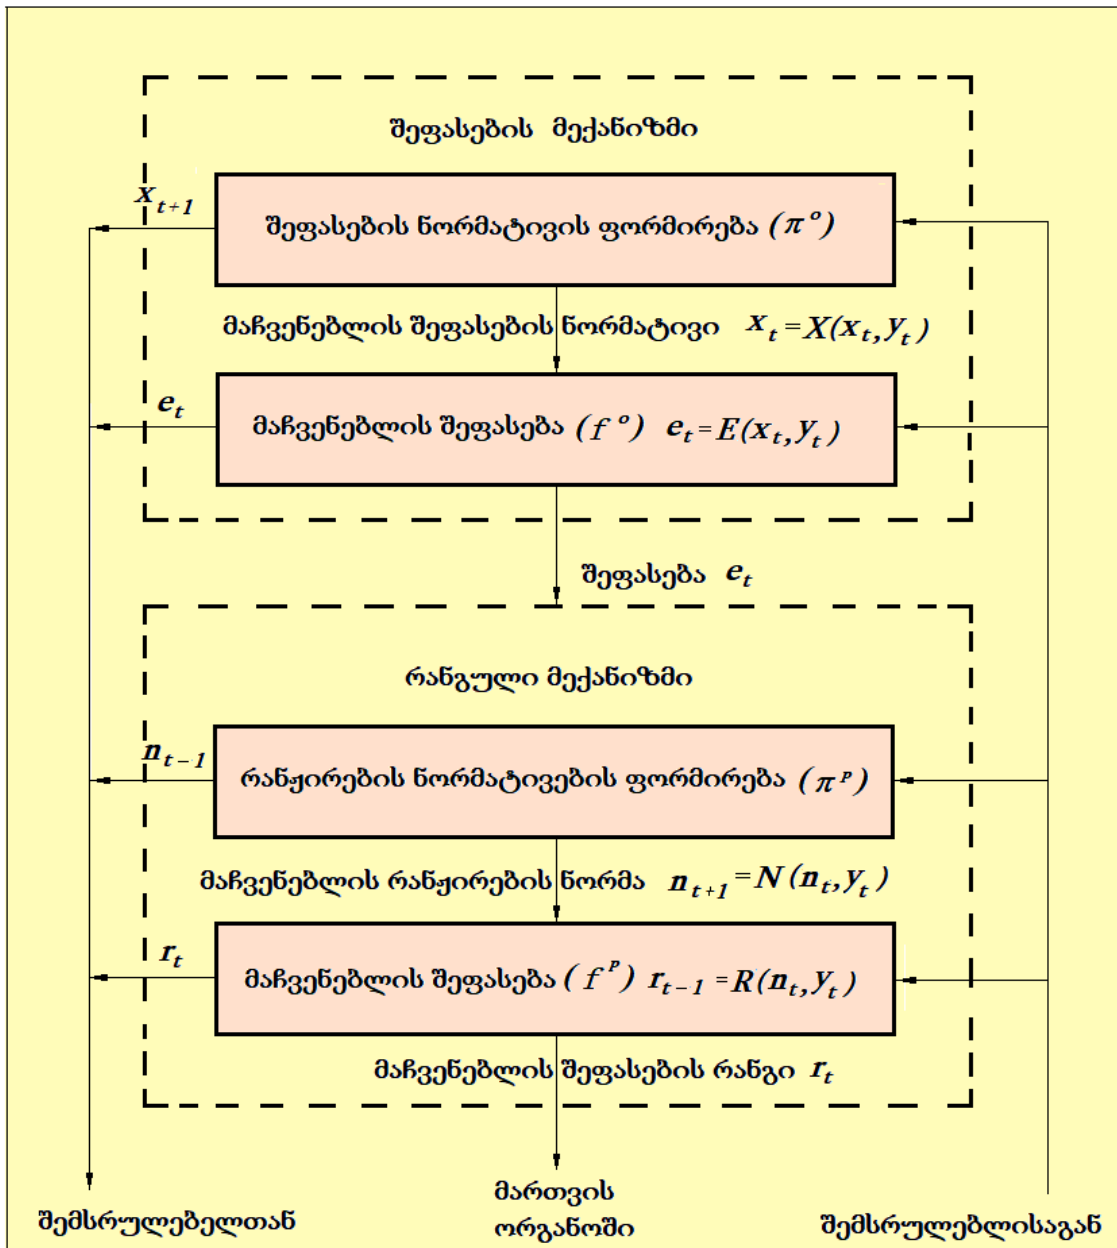 შეფასების მექანიზმი
x_{t+1}
შეფასების ნორმატივის ფორმირება (π^o)
მაჩვენებლის შეფასების ნორმატივი x_t = X(x_t, y_t)
e_t
მაჩვენებლის შეფასება (f^o) e_t = E(x_t, y_t)
შეფასება e_t
რანგული მექანიზმი
n_{t-1}
რანჟირების ნორმატივების ფორმირება (π^p)
მაჩვენებლის რანჟირების ნორმა n_{t+1} = N(n_t, y_t)
r_t
მაჩვენებლის შეფასება (f^p) r_{t-1} = R(n_t, y_t)
მაჩვენებლის შეფასების რანგი r_t
შემსრულებელთან
მართვის
ორგანოში
შემსრულებლისაგან